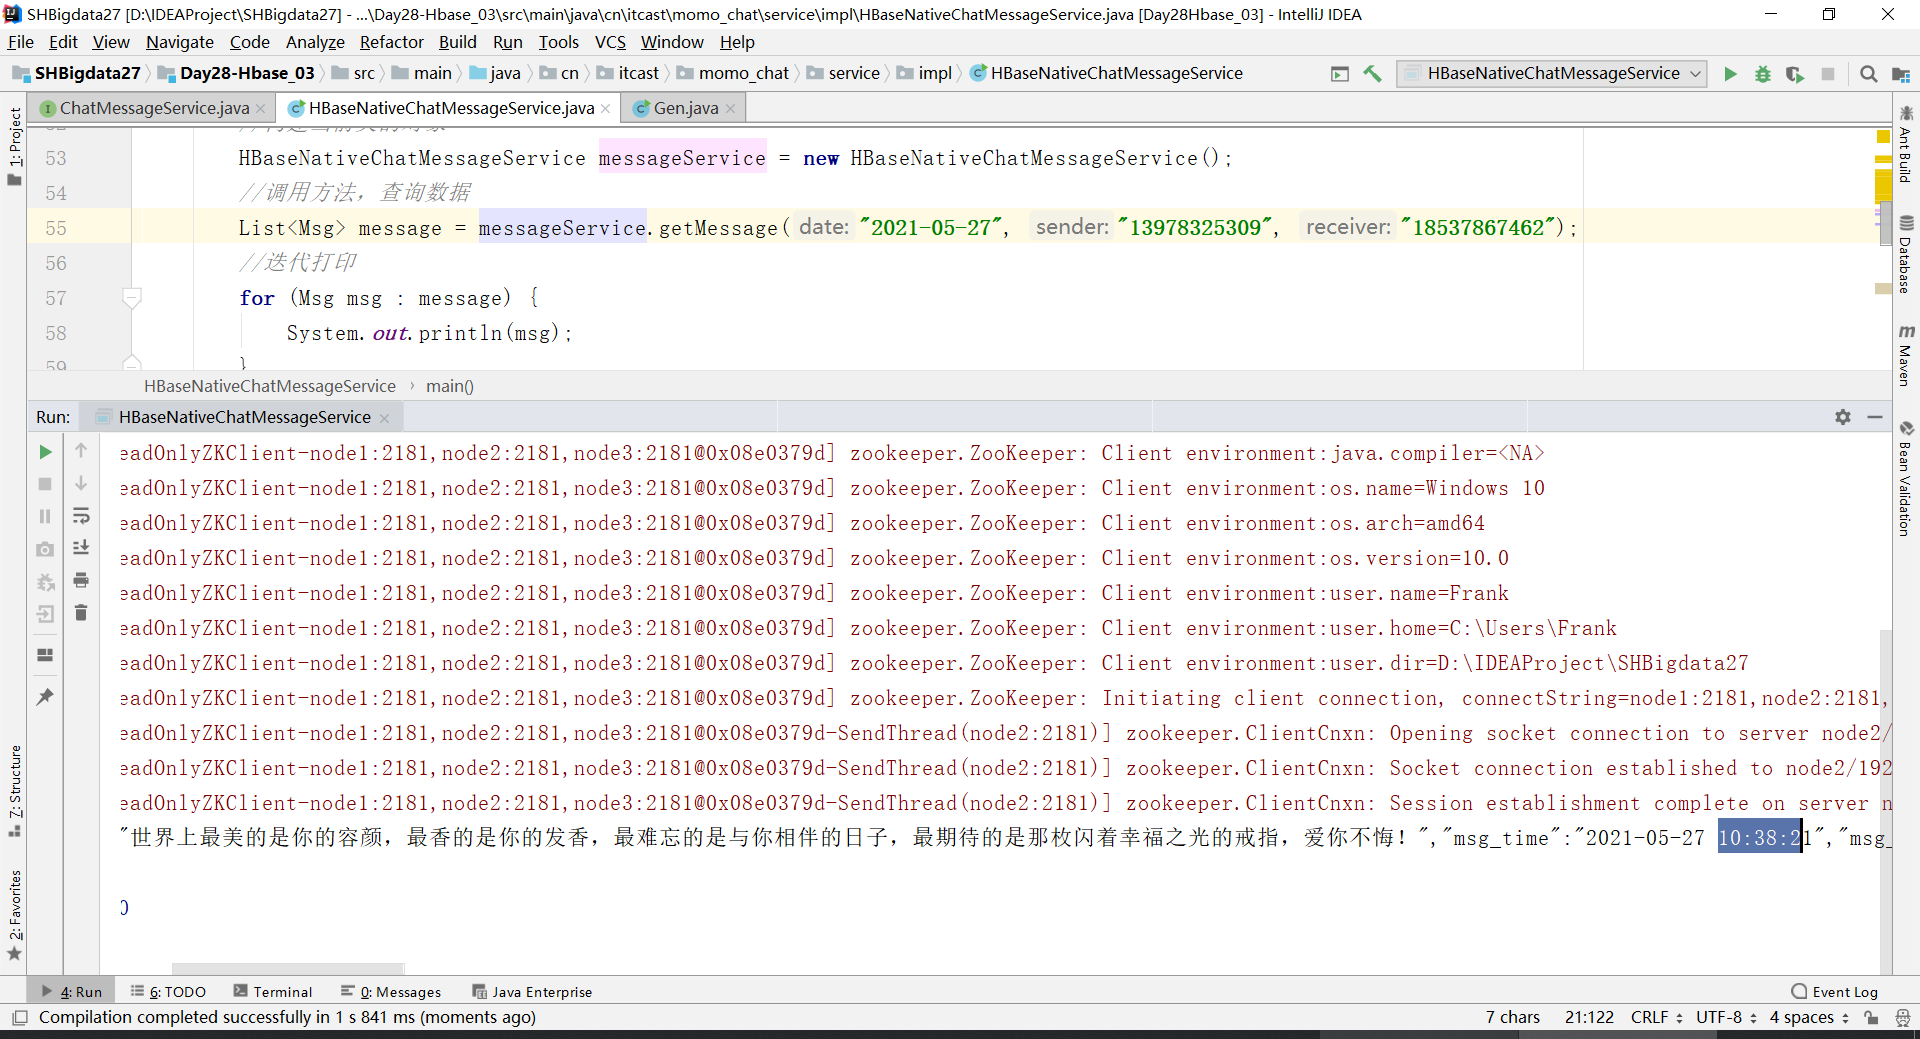 SHBigdata27 [D:\IDEAProject\SHBigdata27] - ...\Day28-Hbase_03\src\main\java\cn\itcast\momo_chat\service\impl\HBaseNativeChatMessageService.java [Day28Hbase_03] - IntelliJ IDEA
File Edit View Navigate Code Analyze Refactor Build Run Tools VCS Window Help
SHBigdata27 Day28-Hbase_03 src main java cn itcast momo_chat service impl HBaseNativeChatMessageService HBaseNativeChatMessageService
ChatMessageService.java HBaseNativeChatMessageService.java Gen.java
53 HBaseNativeChatMessageService messageService = new HBaseNativeChatMessageService();
54 //调用方法，查询数据
55 List<Msg> message = messageService.getMessage( date: "2021-05-27", sender: "13978325309", receiver: "18537867462");
56 //迭代打印
57 for (Msg msg : message) {
58 System.out.println(msg);
59 }
HBaseNativeChatMessageService › main()
Run: HBaseNativeChatMessageService
eadOnlyZKClient-node1:2181,node2:2181,node3:2181@0x08e0379d] zookeeper.ZooKeeper: Client environment:java.compiler=<NA>
eadOnlyZKClient-node1:2181,node2:2181,node3:2181@0x08e0379d] zookeeper.ZooKeeper: Client environment:os.name=Windows 10
eadOnlyZKClient-node1:2181,node2:2181,node3:2181@0x08e0379d] zookeeper.ZooKeeper: Client environment:os.arch=amd64
eadOnlyZKClient-node1:2181,node2:2181,node3:2181@0x08e0379d] zookeeper.ZooKeeper: Client environment:os.version=10.0
eadOnlyZKClient-node1:2181,node2:2181,node3:2181@0x08e0379d] zookeeper.ZooKeeper: Client environment:user.name=Frank
eadOnlyZKClient-node1:2181,node2:2181,node3:2181@0x08e0379d] zookeeper.ZooKeeper: Client environment:user.home=C:\Users\Frank
eadOnlyZKClient-node1:2181,node2:2181,node3:2181@0x08e0379d] zookeeper.ZooKeeper: Client environment:user.dir=D:\IDEAProject\SHBigdata27
eadOnlyZKClient-node1:2181,node2:2181,node3:2181@0x08e0379d] zookeeper.ZooKeeper: Initiating client connection, connectString=node1:2181,node2:2181,
eadOnlyZKClient-node1:2181,node2:2181,node3:2181@0x08e0379d-SendThread(node2:2181)] zookeeper.ClientCnxn: Opening socket connection to server node2/
eadOnlyZKClient-node1:2181,node2:2181,node3:2181@0x08e0379d-SendThread(node2:2181)] zookeeper.ClientCnxn: Socket connection established to node2/192
eadOnlyZKClient-node1:2181,node2:2181,node3:2181@0x08e0379d-SendThread(node2:2181)] zookeeper.ClientCnxn: Session establishment complete on server n
"世界上最美的是你的容颜，最香的是你的发香，最难忘的是与你相伴的日子，最期待的是那枚闪着幸福之光的戒指，爱你不悔！","msg_time":"2021-05-27 10:38:21","msg_
0
1: Project
7: Structure
2: Favorites
Ant Build
Database
Maven
Bean Validation
4: Run 6: TODO Terminal 0: Messages Java Enterprise Event Log
Compilation completed successfully in 1 s 841 ms (moments ago) 7 chars 21:122 CRLF UTF-8 4 spaces